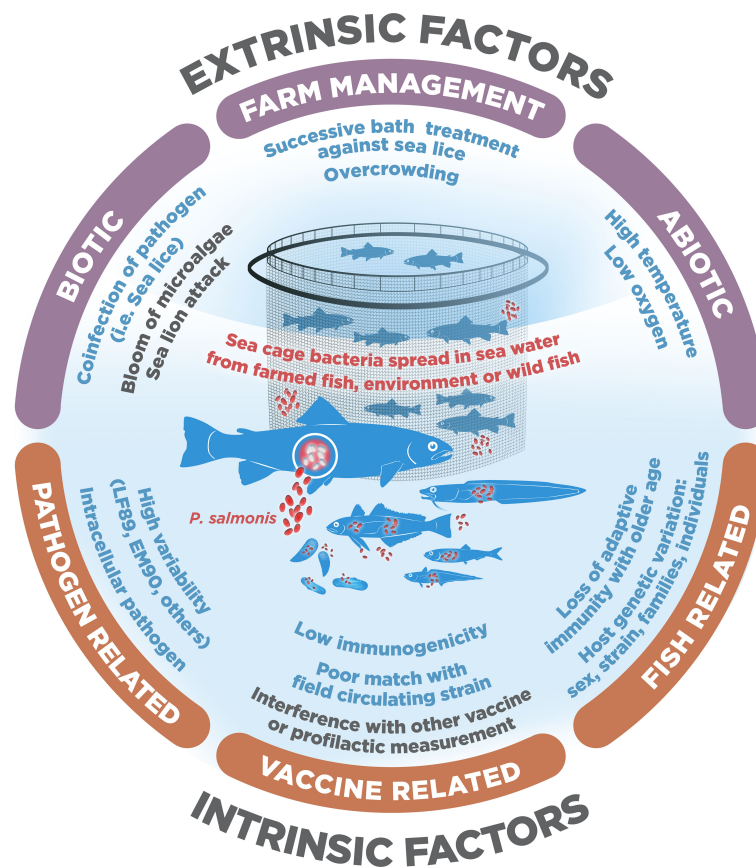 EXTRINSIC FACTORS
FARM MANAGEMENT
Successive bath treatment
against sea lice
Overcrowding
BIOTIC
Coinfection of pathogen
(i.e. Sea lice)
Bloom of microalgae
Sea lion attack
ABIOTIC
High temperature
Low oxygen
Sea cage bacteria spread in sea water
from farmed fish, environment or wild fish
P. salmonis
PATHOGEN RELATED
High variability
(LF89, EM90, others)
Intracellular pathogen
FISH RELATED
Loss of adaptive
immunity with older age
Host genetic variation:
sex, strain, families, individuals
Low immunogenicity
Poor match with
field circulating strain
Interference with other vaccine
or profilactic measurement
VACCINE RELATED
INTRINSIC FACTORS